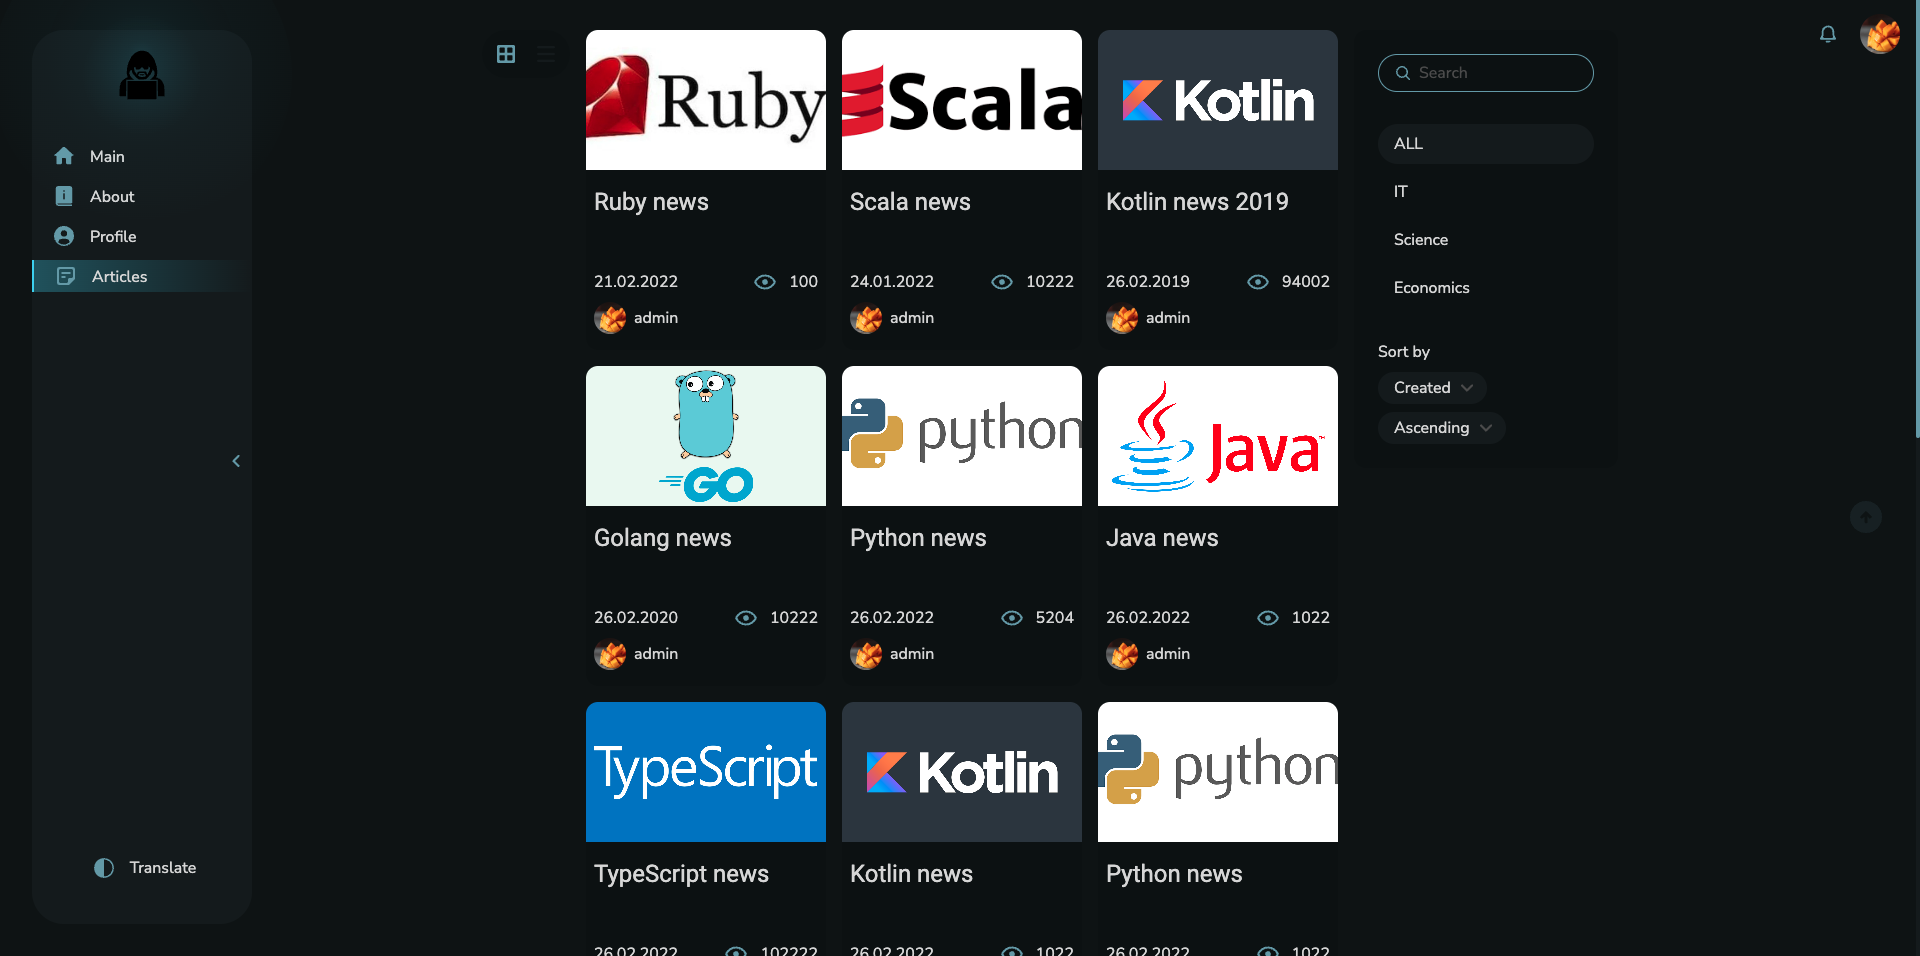 Main
About
Profile
Articles
Translate
Ruby
Ruby news
21.02.2022 100
admin
Scala
Scala news
24.01.2022 10222
admin
Kotlin
Kotlin news 2019
26.02.2019 94002
admin
GO
Golang news
26.02.2020 10222
admin
python
Python news
26.02.2022 5204
admin
Java™
Java news
26.02.2022 1022
admin
TypeScript
TypeScript news
26.02.2022 102222
Kotlin
Kotlin news
26.02.2022 1022
python
Python news
26.02.2022 1022
Search
ALL
IT
Science
Economics
Sort by
Created
Ascending